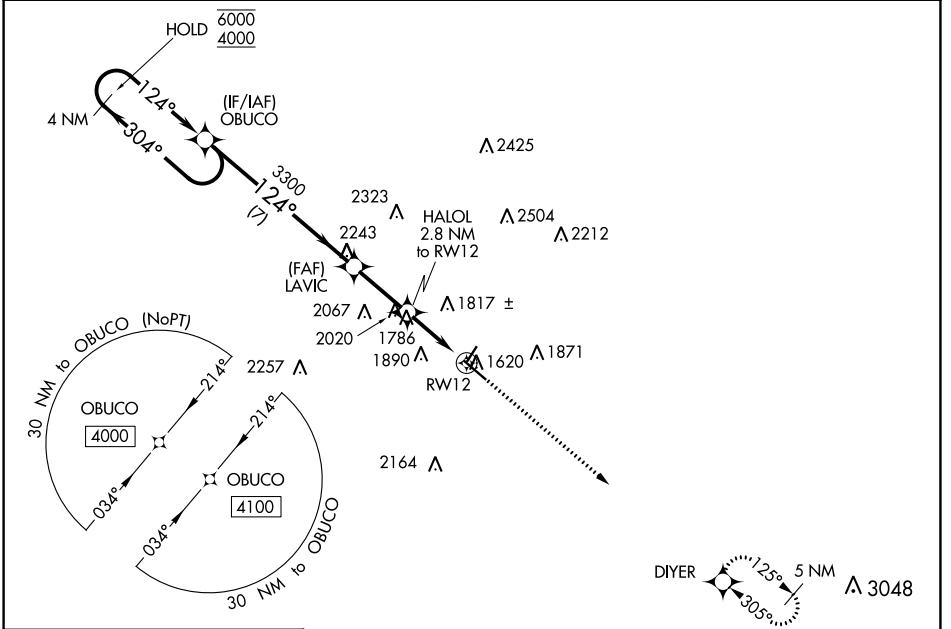 HOLD 6000
4000
124°
4 NM
304°
(IF/IAF)
OBUCO
3300
124°
(7)
2425
2323
2504
2212
HALOL
2.8 NM
to RW12
2243
(FAF)
LAVIC
2067
2020
1786
1817 ±
1890
1620
1871
RW12
2257
2164
30 NM to OBUCO (NoPT)
214°
OBUCO
4000
034°
214°
OBUCO
4100
034°
30 NM to OBUCO
DIYER
125°
5 NM
305°
3048